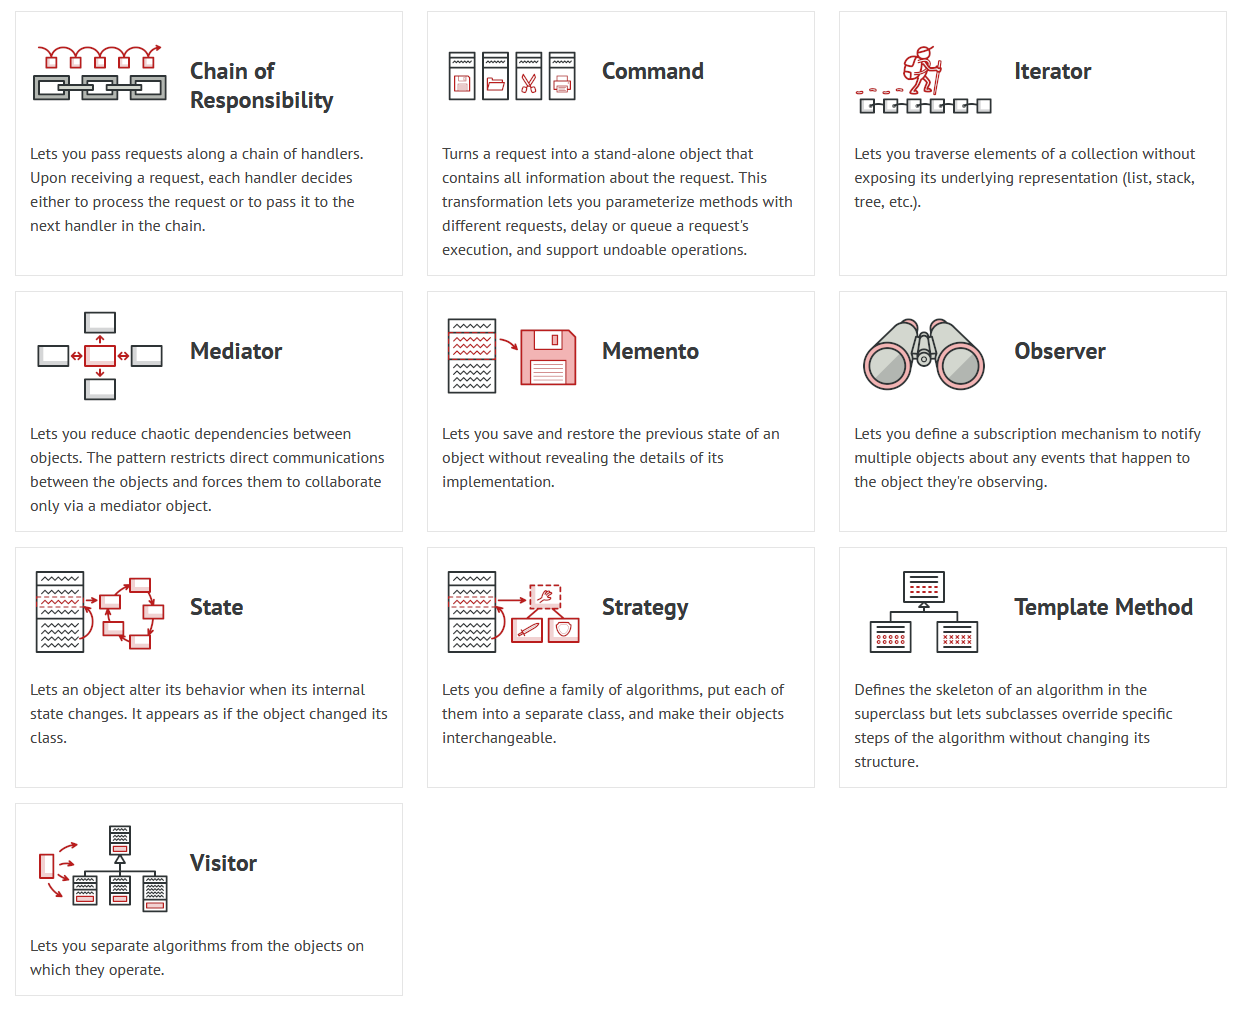 Chain of
Responsibility
Lets you pass requests along a chain of handlers.
Upon receiving a request, each handler decides
either to process the request or to pass it to the
next handler in the chain.
Command
Turns a request into a stand-alone object that
contains all information about the request. This
transformation lets you parameterize methods with
different requests, delay or queue a request's
execution, and support undoable operations.
Iterator
Lets you traverse elements of a collection without
exposing its underlying representation (list, stack,
tree, etc.).
Mediator
Lets you reduce chaotic dependencies between
objects. The pattern restricts direct communications
between the objects and forces them to collaborate
only via a mediator object.
Memento
Lets you save and restore the previous state of an
object without revealing the details of its
implementation.
Observer
Lets you define a subscription mechanism to notify
multiple objects about any events that happen to
the object they're observing.
State
Lets an object alter its behavior when its internal
state changes. It appears as if the object changed its
class.
Strategy
Lets you define a family of algorithms, put each of
them into a separate class, and make their objects
interchangeable.
Template Method
Defines the skeleton of an algorithm in the
superclass but lets subclasses override specific
steps of the algorithm without changing its
structure.
Visitor
Lets you separate algorithms from the objects on
which they operate.